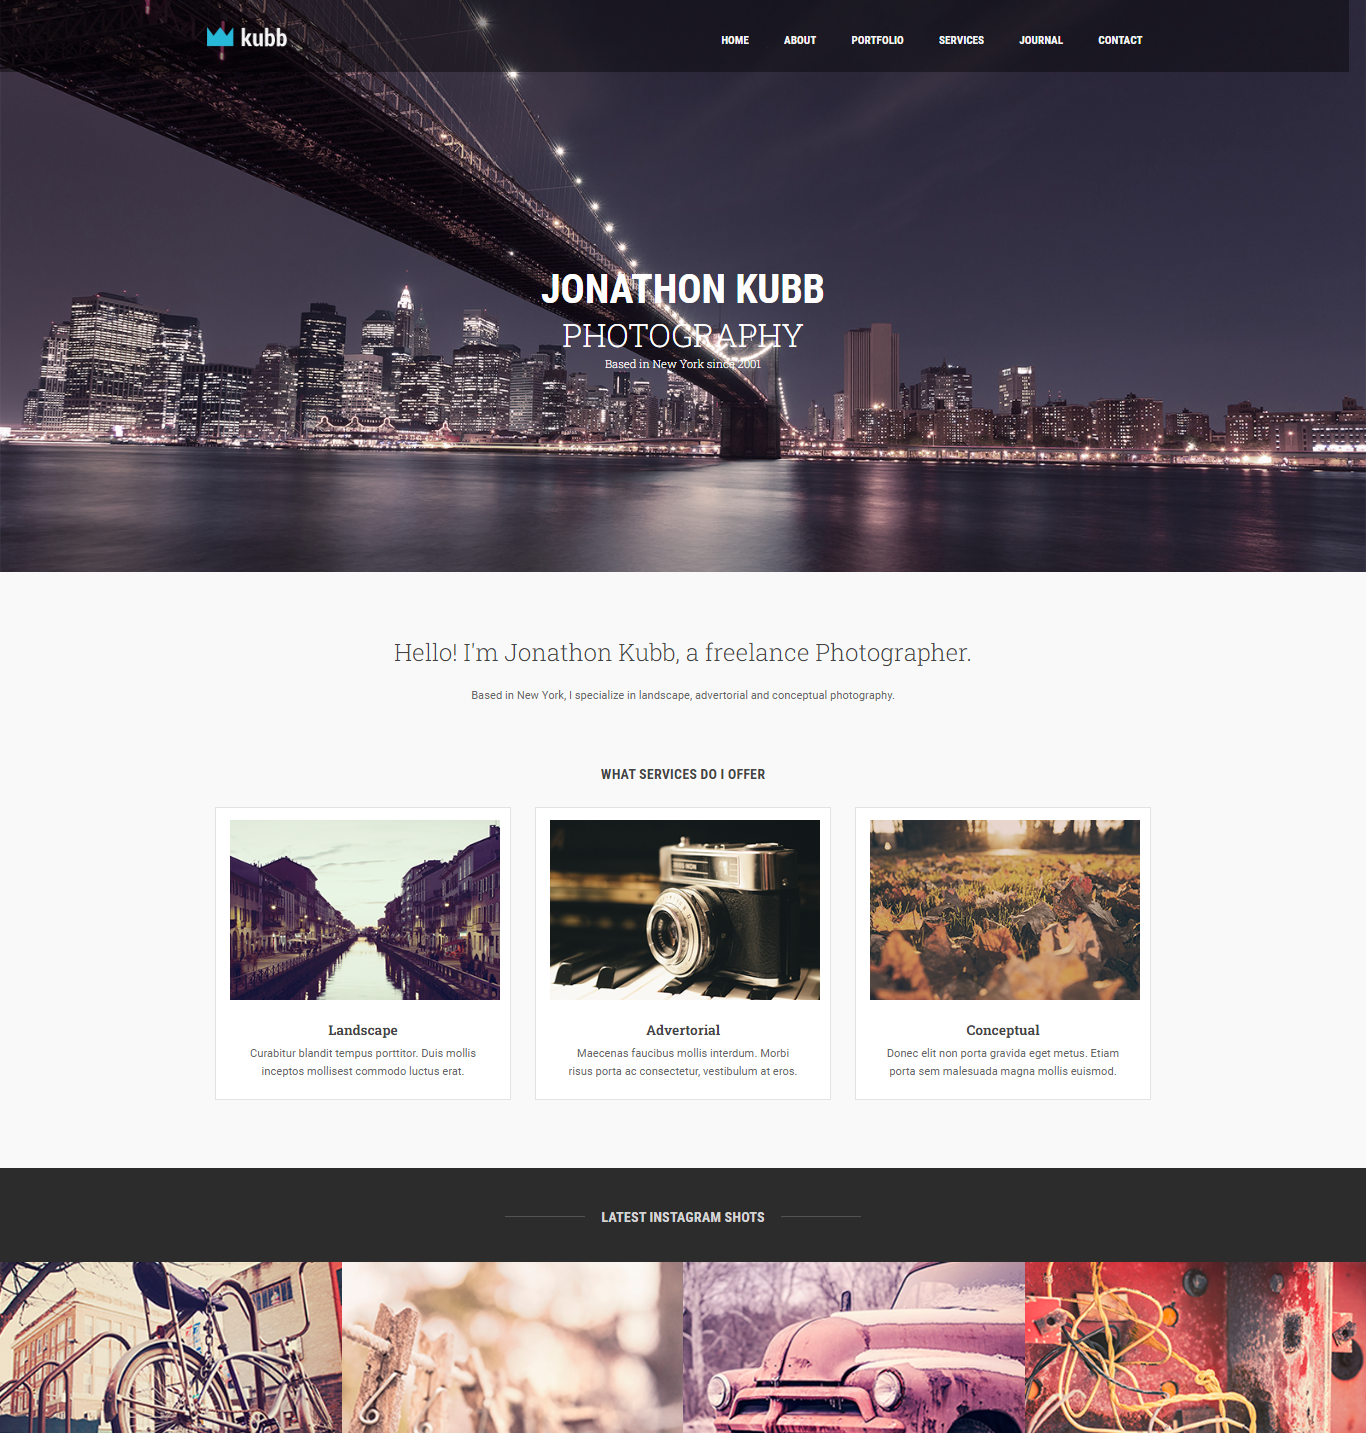 kubb
HOME ABOUT PORTFOLIO SERVICES JOURNAL CONTACT
JONATHON KUBB
PHOTOGRAPHY
Based in New York since 2001
Hello! I'm Jonathon Kubb, a freelance Photographer.
Based in New York, I specialize in landscape, advertorial and conceptual photography.
WHAT SERVICES DO I OFFER
Landscape
Curabitur blandit tempus porttitor. Duis mollis
inceptos mollisest commodo luctus erat.
Advertorial
Maecenas faucibus mollis interdum. Morbi
risus porta ac consectetur, vestibulum at eros.
Conceptual
Donec elit non porta gravida eget metus. Etiam
porta sem malesuada magna mollis euismod.
LATEST INSTAGRAM SHOTS